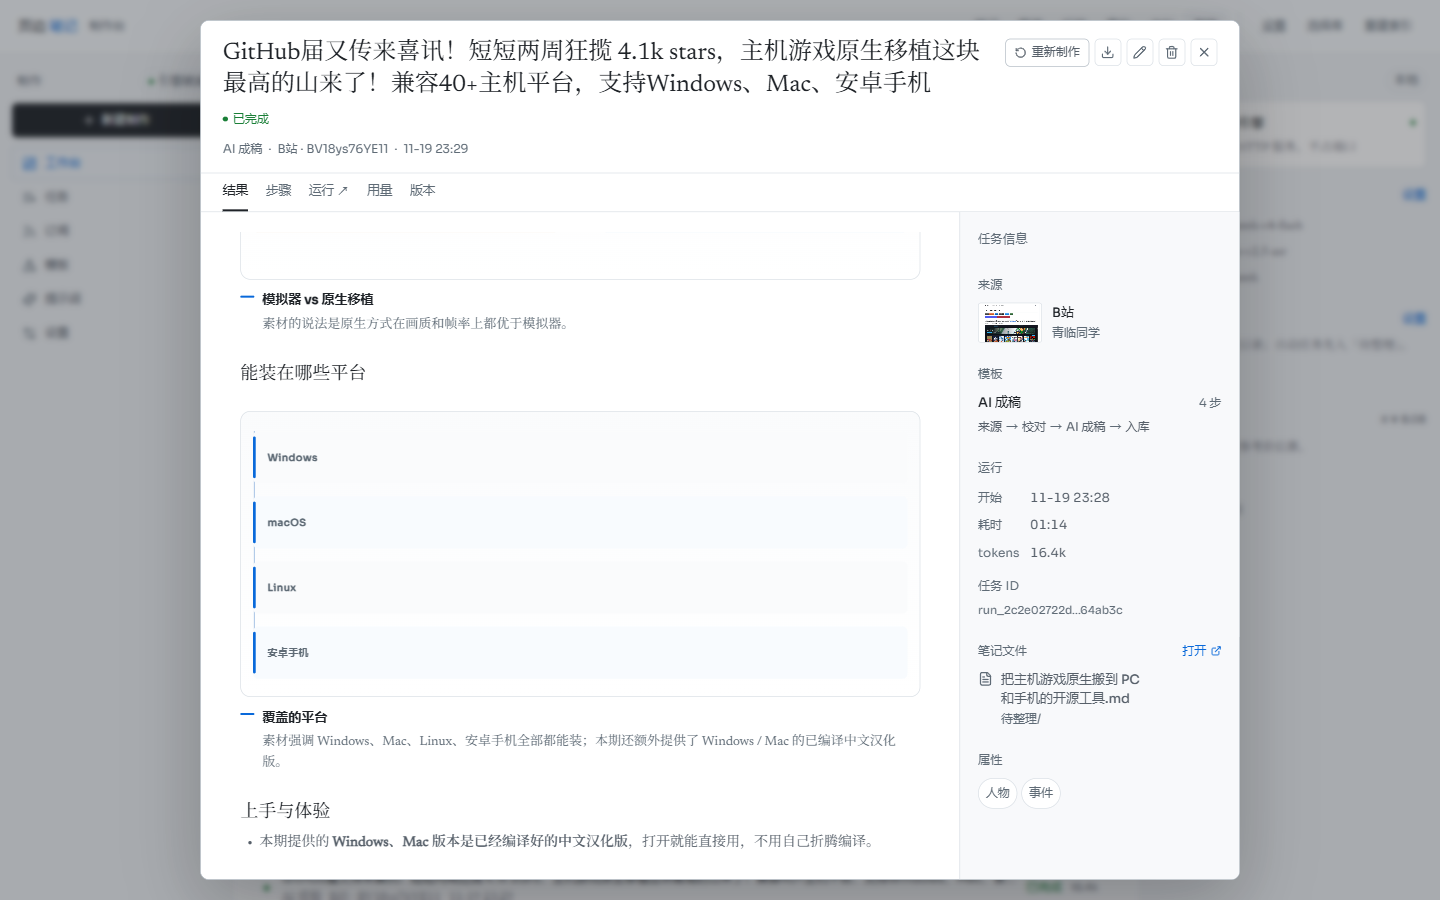 GitHub届又传来喜讯！短短两周狂揽 4.1k stars，主机游戏原生移植这块
最高的山来了！兼容40+主机平台，支持Windows、Mac、安卓手机
重新制作
已完成
AI 成稿 · B站 · BV18ys76YE11 · 11-19 23:29
结果 步骤 运行 ↗ 用量 版本
模拟器 vs 原生移植
素材的说法是原生方式在画质和帧率上都优于模拟器。
能装在哪些平台
Windows
macOS
Linux
安卓手机
覆盖的平台
素材强调 Windows、Mac、Linux、安卓手机全部都能装；本期还额外提供了 Windows / Mac 的已编译中文汉化
版。
上手与体验
• 本期提供的 Windows、Mac 版本是已经编译好的中文汉化版，打开就能直接用，不用自己折腾编译。
任务信息
来源
B站
青临同学
模板
AI 成稿 4 步
来源 → 校对 → AI 成稿 → 入库
运行
开始 11-19 23:28
耗时 01:14
tokens 16.4k
任务 ID
run_2c2e02722d...64ab3c
笔记文件 打开
把主机游戏原生搬到 PC
和手机的开源工具.md
待整理/
属性
人物 事件